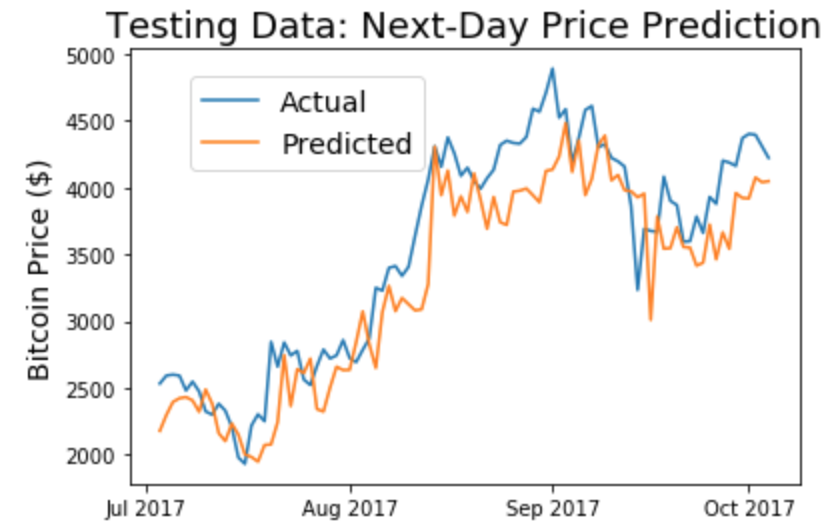 Testing Data: Next-Day Price Prediction
Actual
Predicted
Bitcoin Price ($)
5000
4500
4000
3500
3000
2500
2000
Jul 2017
Aug 2017
Sep 2017
Oct 2017